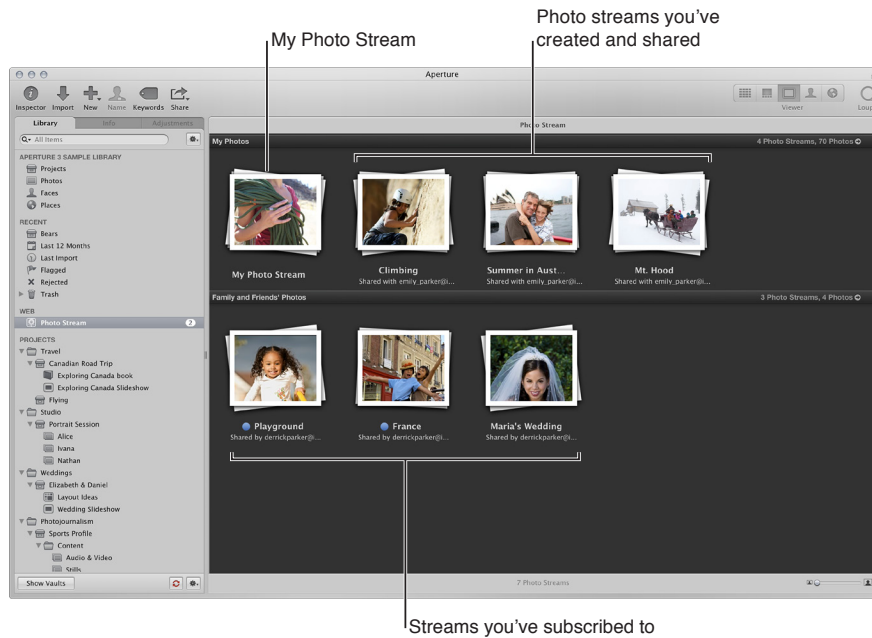 My Photo Stream
Photo streams you've
created and shared
Aperture
Inspector Import New Name Keywords Share
Viewer
Library Info Adjustments
Photo Stream
All Items
My Photos
4 Photo Streams, 70 Photos
APERTURE 3 SAMPLE LIBRARY
Projects
Photos
Faces
Places
RECENT
Bears
Last 12 Months
Last Import
Flagged
Rejected
Trash
WEB
Photo Stream 2
PROJECTS
Travel
Canadian Road Trip
Exploring Canada book
Exploring Canada Slideshow
Flying
Studio
Portrait Session
Alice
Ivana
Nathan
Weddings
Elizabeth & Daniel
Layout Ideas
Wedding Slideshow
Photojournalism
Sports Profile
Content
Audio & Video
Stills
Show Vaults
My Photo Stream
Climbing
Shared with emily_parker@i...
Summer in Aust...
Shared with emily_parker@i...
Mt. Hood
Shared with emily_parker@i...
Family and Friends' Photos
3 Photo Streams, 4 Photos
Playground
Shared by derrickparker@i...
France
Shared by derrickparker@i...
Maria's Wedding
Shared by derrickparker@i...
7 Photo Streams
Streams you've subscribed to